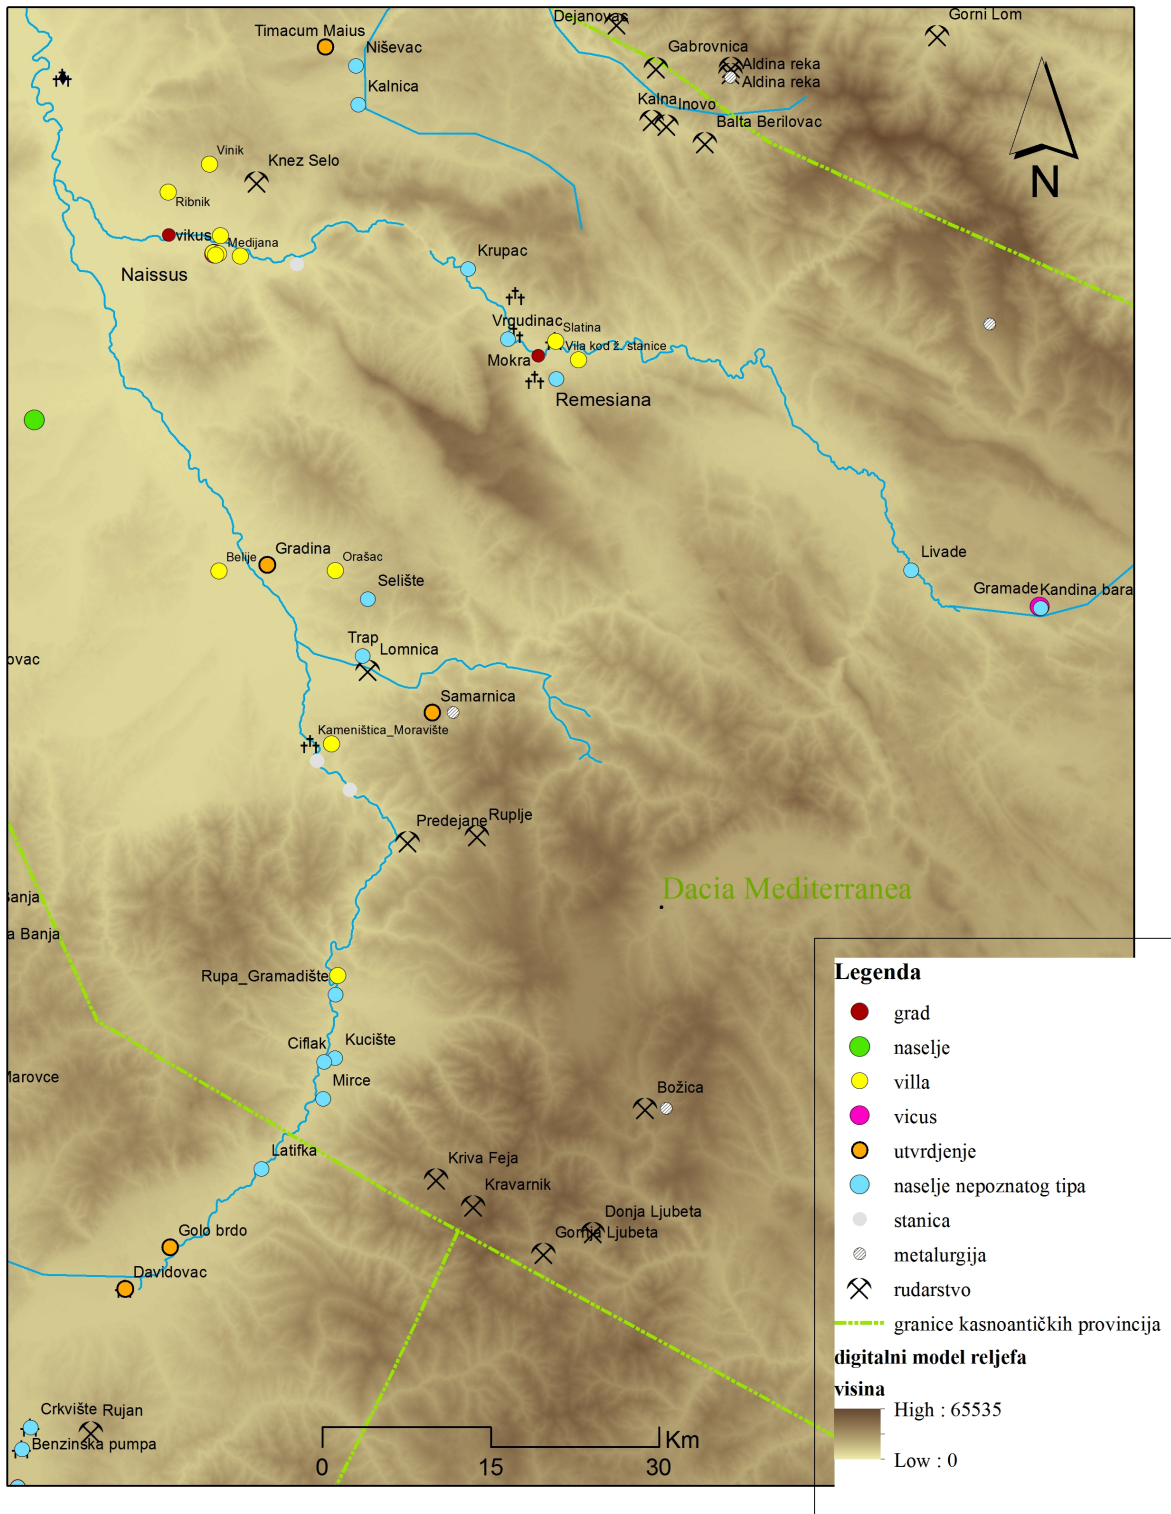 Dejanovac
Gorni Lom
Timacum Maius
Niševac
Gabrovnica
Aldina reka
Aldina reka
Kalnica
Kalna
Inovo
Balta Berilovac
Vinik
Knez Selo
Ribnik
N
vikus
Medijana
Naissus
Krupac
Vrgudinac
Slatina
Vila kod ž. stanice
Mokra
Remesiana
Belije
Gradina
Orašac
Livade
Selište
Gramade
Kandina bara
Trap
Lomnica
ovac
Samarnica
Kameništica_Moravište
Predejane
Ruplje
Dacia Mediterranea
Banja
a Banja
Rupa_Gramadište
Ciflak
Kucište
Marovce
Mirce
Božica
Latifka
Kriva Feja
Kravarnik
Donja Ljubeta
Gornja Ljubeta
Golo brdo
Davidovac
Crkvište
Rujan
Benzinska pumpa
Km
0
15
30
Legenda
grad
naselje
villa
vicus
utvrdjenje
naselje nepoznatog tipa
stanica
metalurgija
rudarstvo
granice kasnoantičkih provincija
digitalni model reljefa
visina
High : 65535
Low : 0